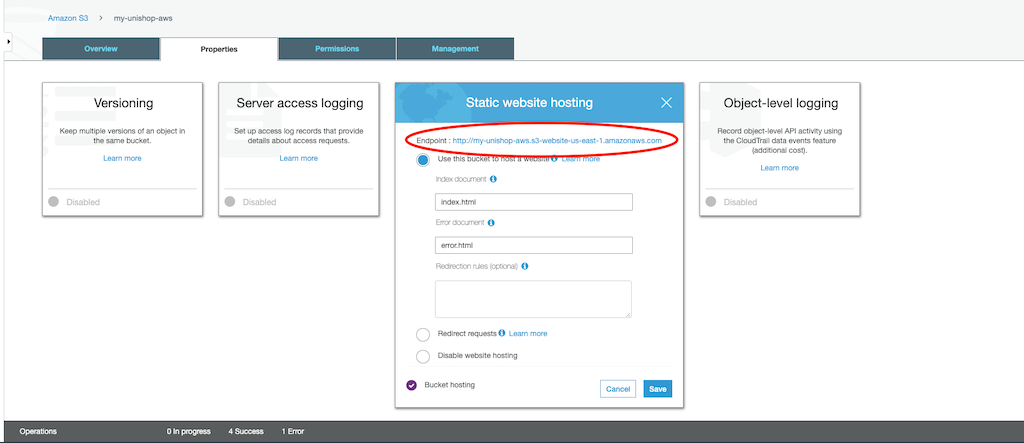 Amazon S3 > my-unishop-aws
Overview
Properties
Permissions
Management
Versioning
Keep multiple versions of an object in
the same bucket.
Learn more
Disabled
Server access logging
Set up access log records that provide
details about access requests.
Learn more
Disabled
Static website hosting
Endpoint : http://my-unishop-aws.s3-website-us-east-1.amazonaws.com
Use this bucket to host a website Learn more
Index document
index.html
Error document
error.html
Redirection rules (optional)
Redirect requests Learn more
Disable website hosting
Bucket hosting
Cancel
Save
Object-level logging
Record object-level API activity using
the CloudTrail data events feature
(additional cost).
Learn more
Disabled
Operations 0 In progress 4 Success 1 Error